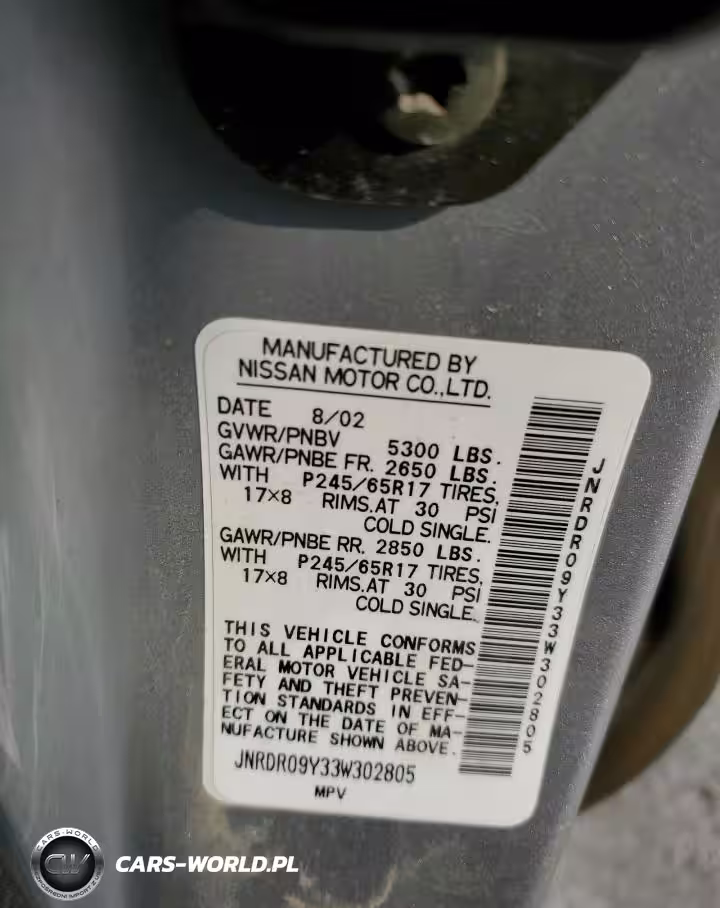 MANUFACTURED BY
NISSAN MOTOR CO.,LTD.
DATE 8/02
GVWR/PNBV 5300 LBS.
GAWR/PNBE FR. 2650 LBS.
WITH P245/65R17 TIRES,
17×8 RIMS.AT 30 PSI
COLD SINGLE.
GAWR/PNBE RR. 2850 LBS.
WITH P245/65R17 TIRES,
17×8 RIMS.AT 30 PSI
COLD SINGLE.
THIS VEHICLE CONFORMS
TO ALL APPLICABLE FED-
ERAL MOTOR VEHICLE SA-
FETY AND THEFT PREVEN-
TION STANDARDS IN EFF-
ECT ON THE DATE OF MA-
NUFACTURE SHOWN ABOVE.
JNRDR09Y33W302805
MPV
JNRDR09Y33W302805
CARS-WORLD
CW
CARS-WORLD.PL